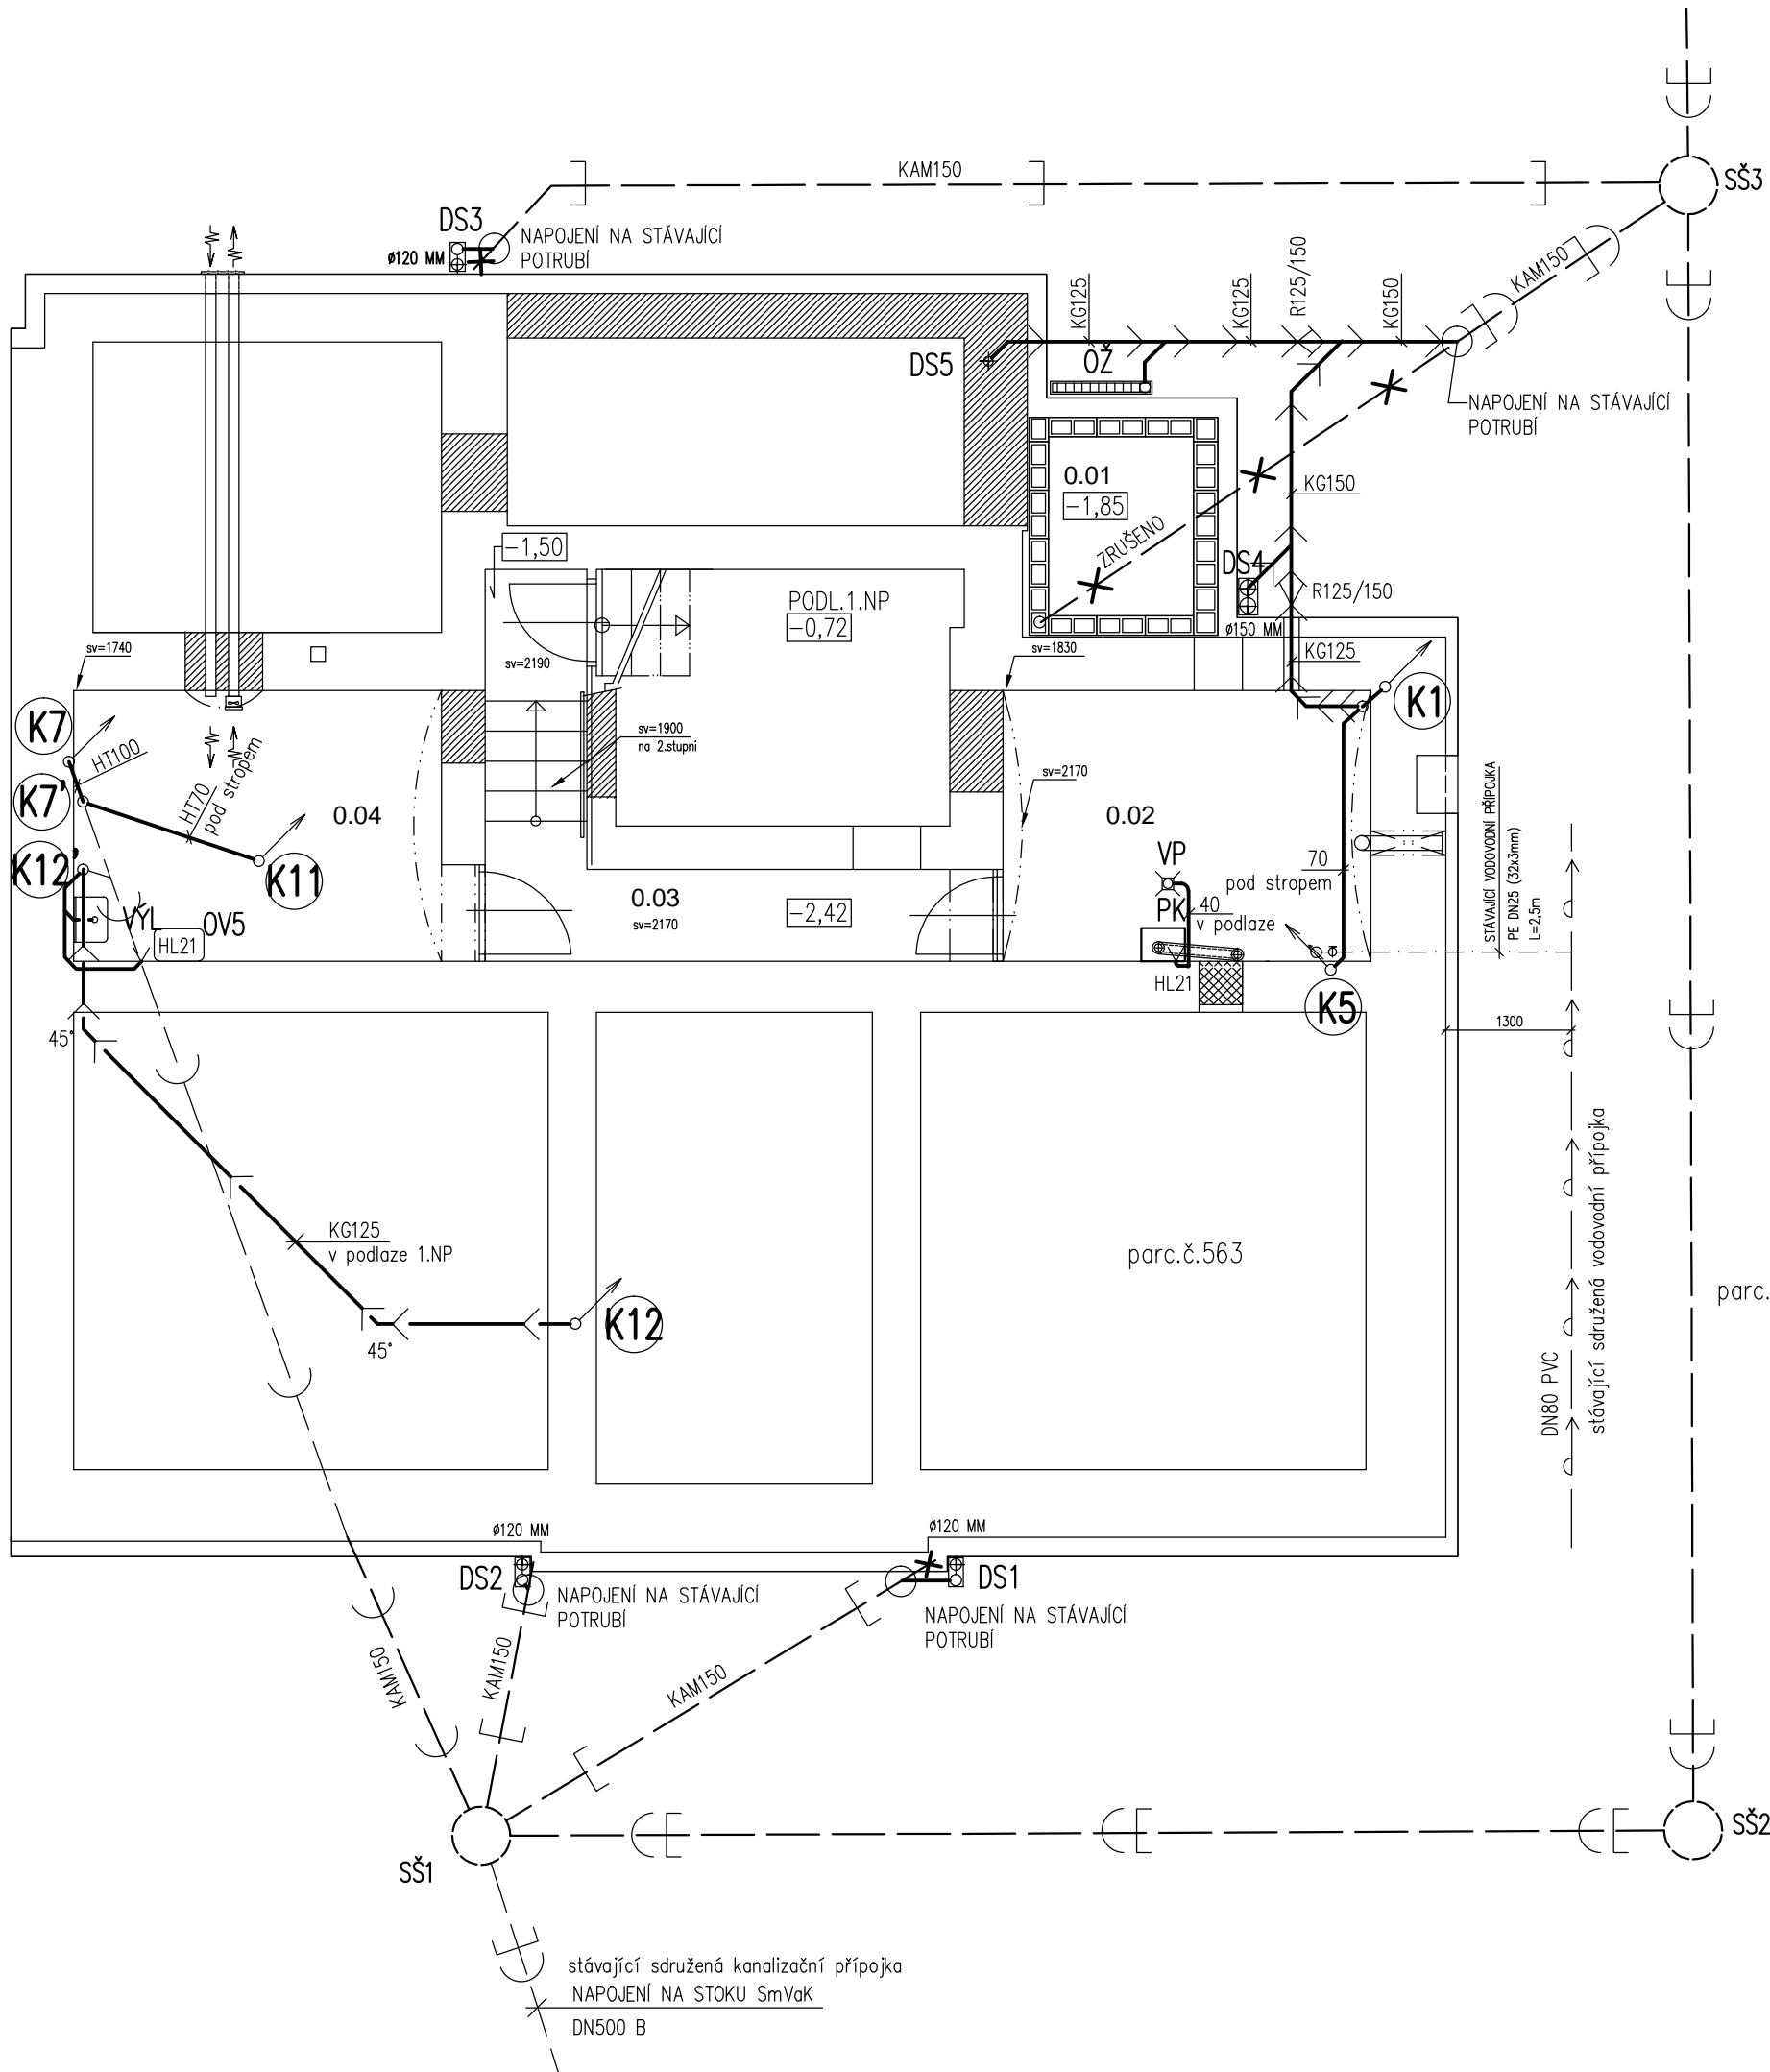 KAM150
SŠ3
DS3
NAPOJENÍ NA STÁVAJÍCÍ
POTRUBÍ
ø120 MM
KG125
KG125
R125/150
KG150
KAM150
DS5
OŽ
NAPOJENÍ NA STÁVAJÍCÍ
POTRUBÍ
0.01
-1,85
KG150
ZRUŠENO
-1,50
DS4
R125/150
PODL.1.NP
-0,72
ø150 MM
sv=1740
sv=2190
sv=1830
KG125
K7
K1
HT100
sv=1900
na 2.stupni
sv=2170
K7'
HT70
pod stropem
0.04
0.02
STÁVAJÍCÍ VODOVODNÍ PŘÍPOJKA
PE DN25 (32x3mm)
L=2,5m
K12'
K11
VP
70
pod stropem
0.03
sv=2170
-2,42
PK
40
v podlaze
VÝL
OV5
HL21
HL21
K5
1300
45°
KG125
v podlaze 1.NP
parc.č.563
K12
45°
DN80 PVC
stávající sdružená vodovodní přípojka
parc.
ø120 MM
ø120 MM
DS2
NAPOJENÍ NA STÁVAJÍCÍ
POTRUBÍ
DS1
NAPOJENÍ NA STÁVAJÍCÍ
POTRUBÍ
KAM150
KAM150
KAM150
SŠ1
SŠ2
stávající sdružená kanalizační přípojka
NAPOJENÍ NA STOKU SmVaK
DN500 B